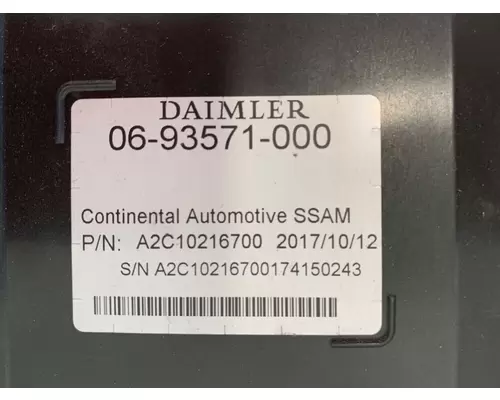 DAIMLER
06-93571-000
Continental Automotive SSAM
P/N: A2C10216700 2017/10/12
S/N A2C10216700174150243